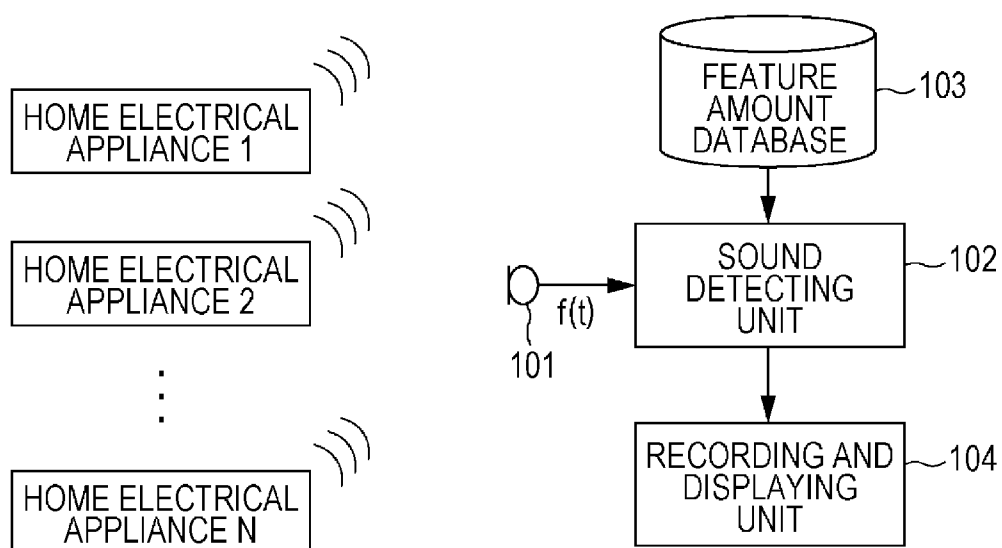 HOME ELECTRICAL
APPLIANCE 1
HOME ELECTRICAL
APPLIANCE 2
HOME ELECTRICAL
APPLIANCE N
FEATURE
AMOUNT
DATABASE
103
f(t)
101
SOUND
DETECTING
UNIT
102
RECORDING AND
DISPLAYING
UNIT
104